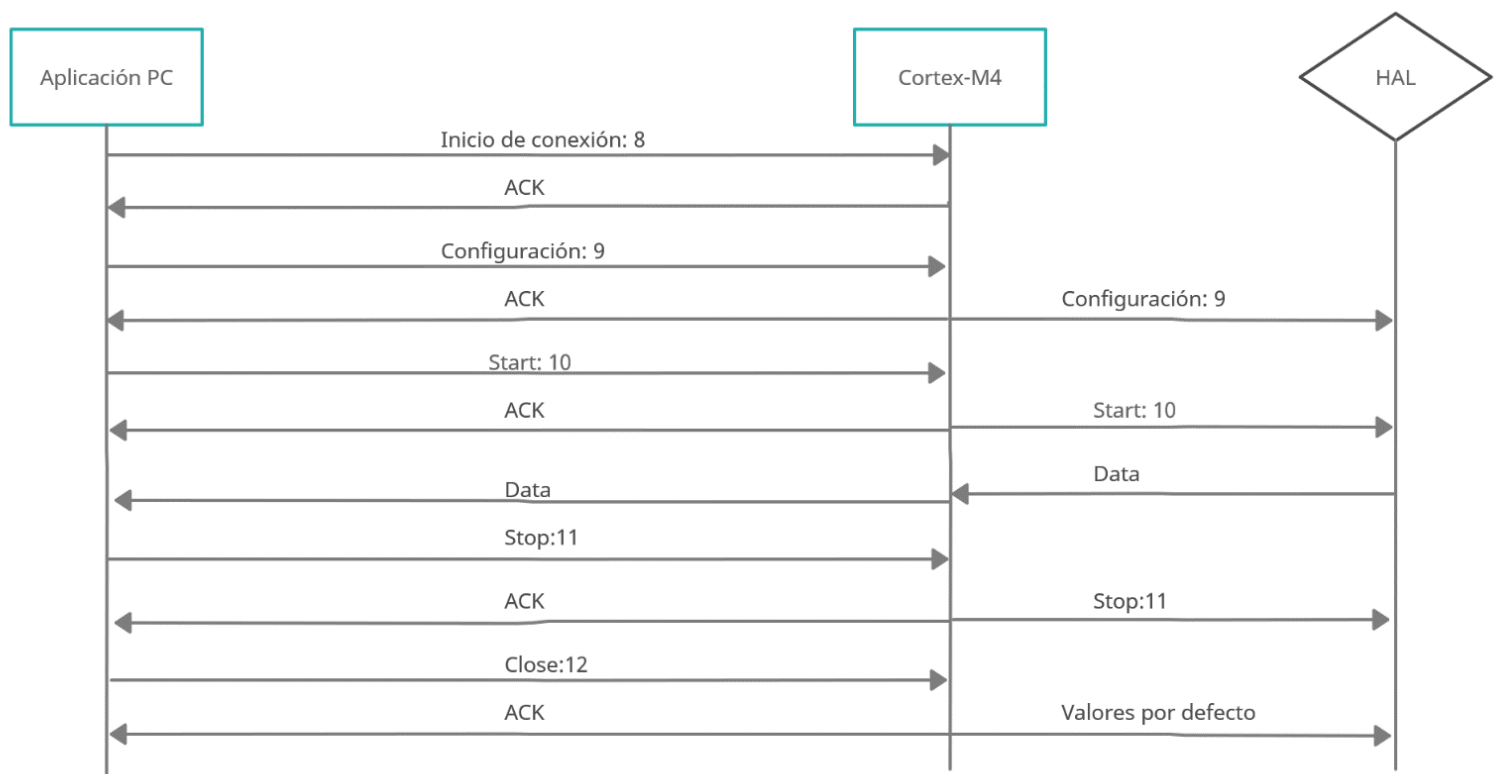 Aplicación PC
Cortex-M4
HAL
Inicio de conexión: 8
ACK
Configuración: 9
ACK
Configuración: 9
Start: 10
ACK
Start: 10
Data
Data
Stop:11
ACK
Stop:11
Close:12
ACK
Valores por defecto